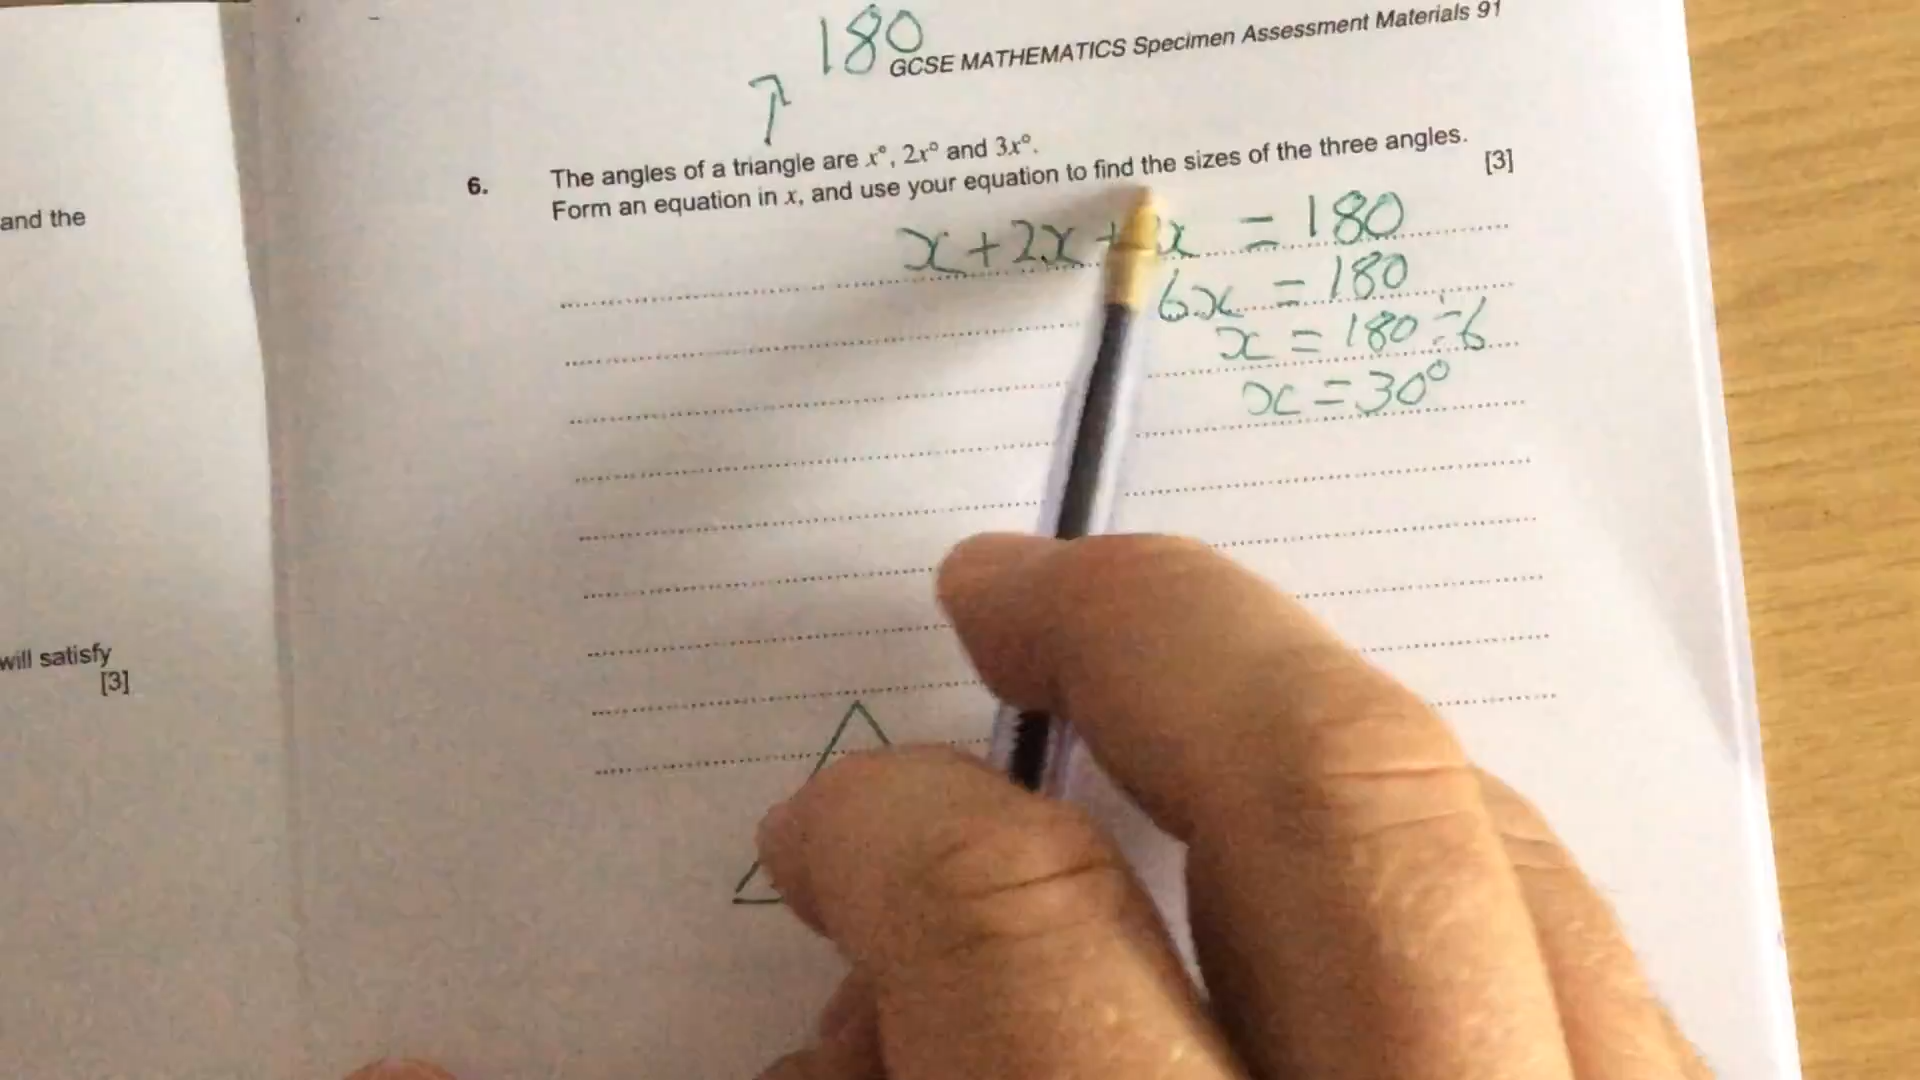 180
GCSE MATHEMATICS Specimen Assessment Materials 91
6. The angles of a triangle are x°, 2x° and 3x°.
Form an equation in x, and use your equation to find the sizes of the three angles.
[3]
x + 2x + x = 180
6x = 180
x = 180 ÷ 6
x = 30°
and the
will satisfy
[3]